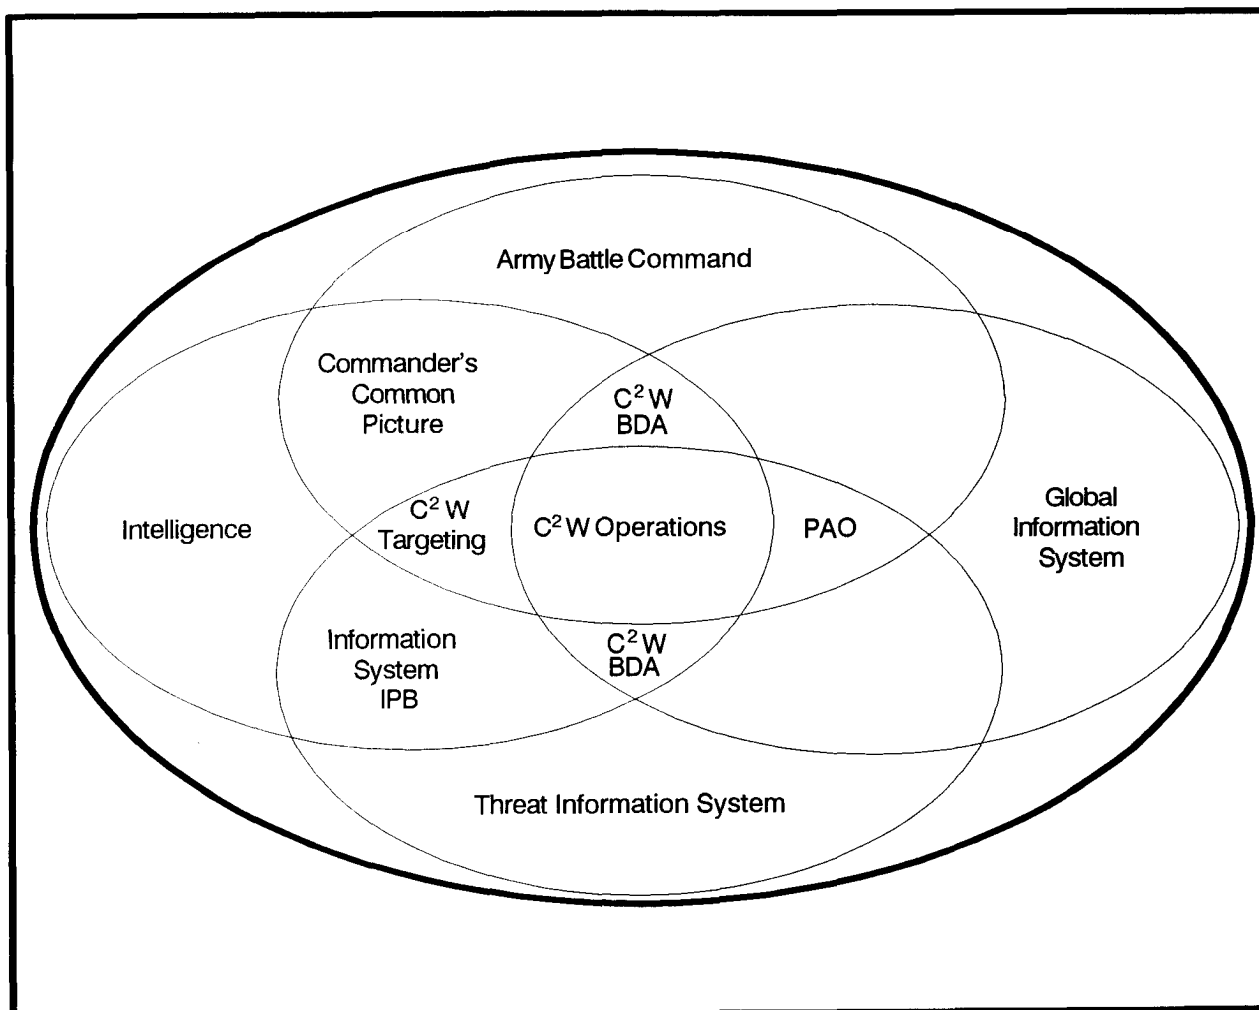 Army Battle Command
Commander's
Common
Picture
C² W
BDA
Intelligence
C² W
Targeting
C²W Operations
PAO
Global
Information
System
Information
System
IPB
C² W
BDA
Threat Information System